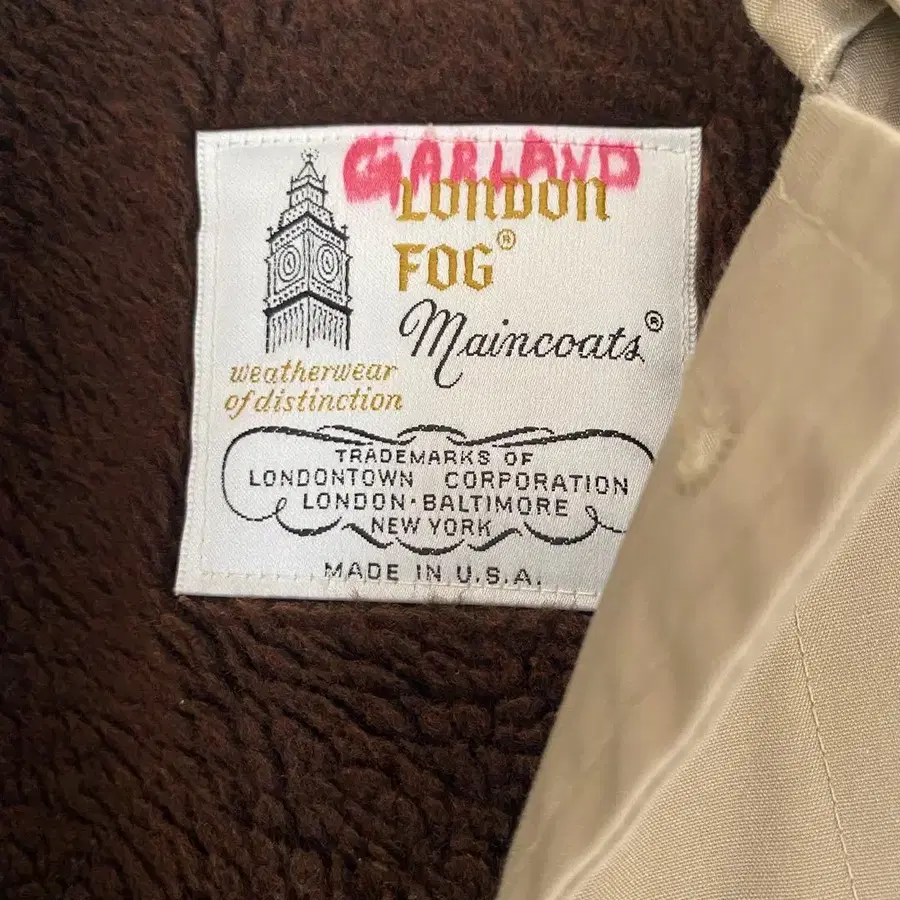 GARLAND
LONDON
FOG®
Maincoats®
weatherwear
of distinction
TRADEMARKS OF
LONDONTOWN CORPORATION
LONDON·BALTIMORE
NEW YORK
MADE IN U.S.A.